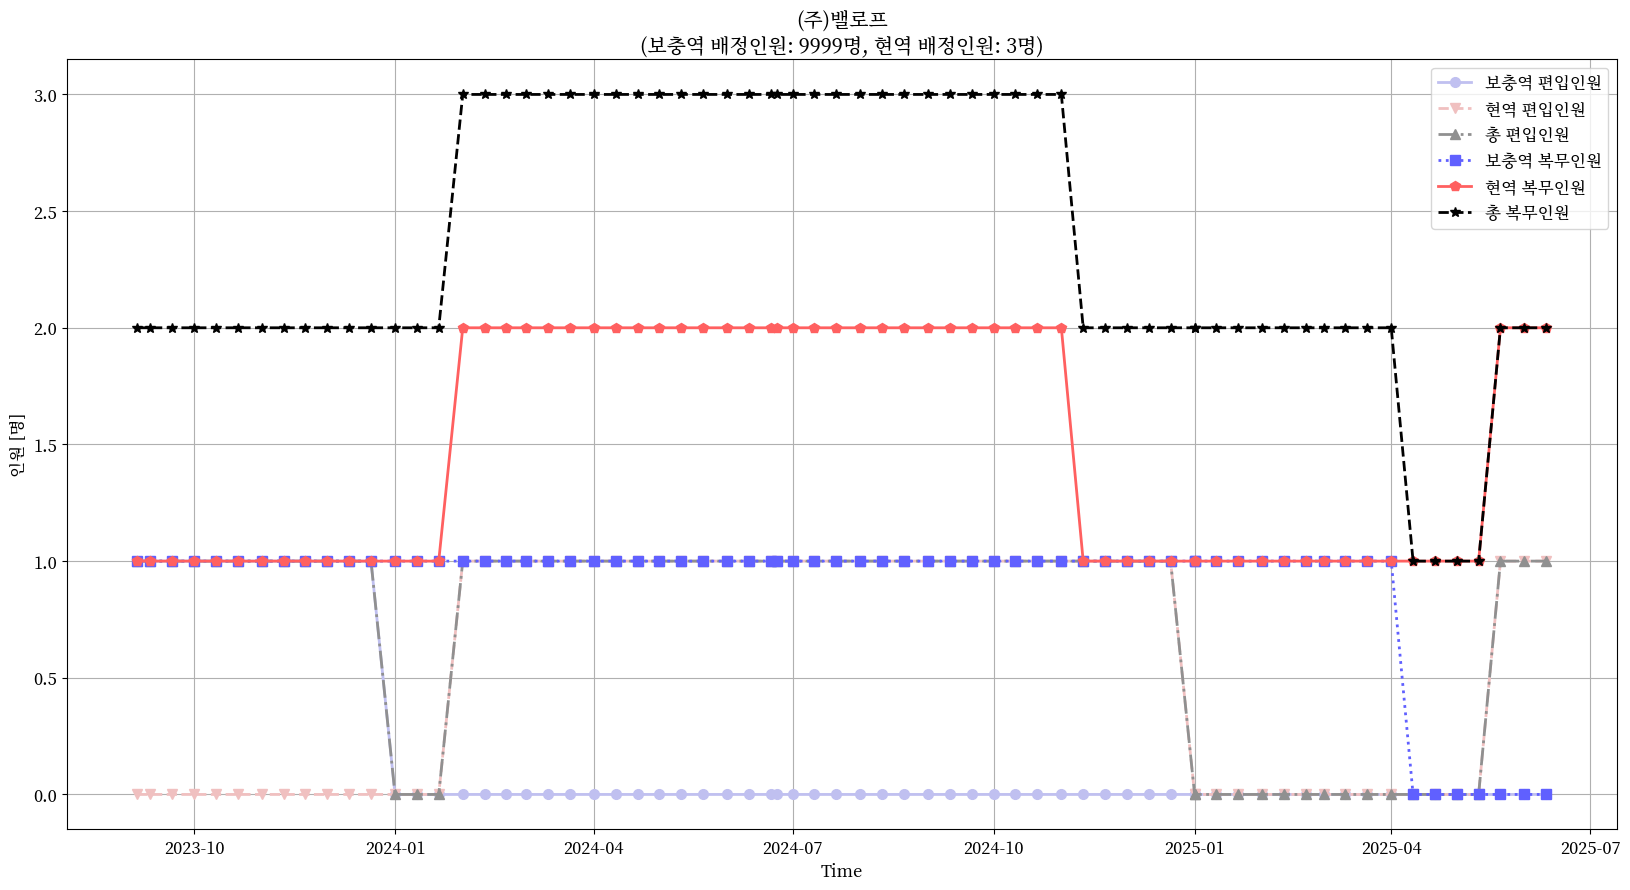 (주)밸로프
(보충역 배정인원: 9999명, 현역 배정인원: 3명)
보충역 편입인원
현역 편입인원
총 편입인원
보충역 복무인원
현역 복무인원
총 복무인원
인원 [명]
3.0
2.5
2.0
1.5
1.0
0.5
0.0
2023-10
2024-01
2024-04
2024-07
2024-10
2025-01
2025-04
2025-07
Time